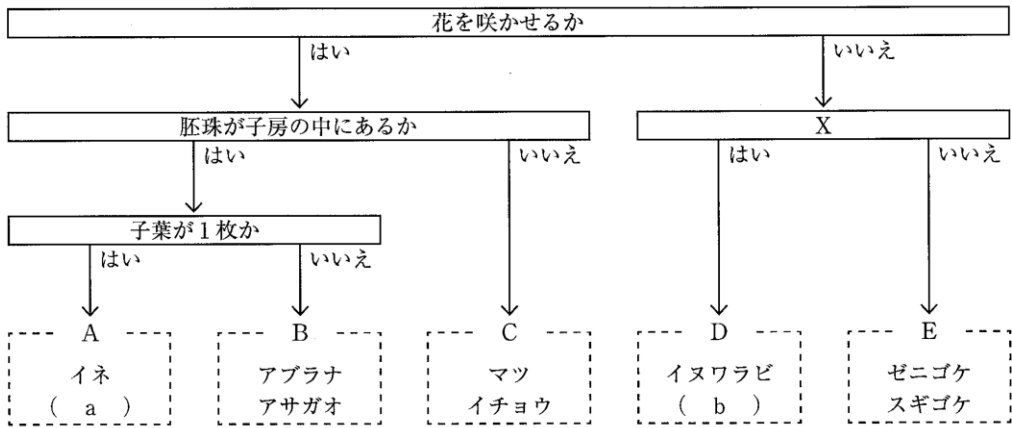 花を咲かせるか
はい
いいえ
胚珠が子房の中にあるか
X
はい
いいえ
はい
いいえ
子葉が1枚か
はい
いいえ
A
B
C
D
E
イネ
アブラナ
マツ
イヌワラビ
ゼニゴケ
( a )
アサガオ
イチョウ
( b )
スギゴケ